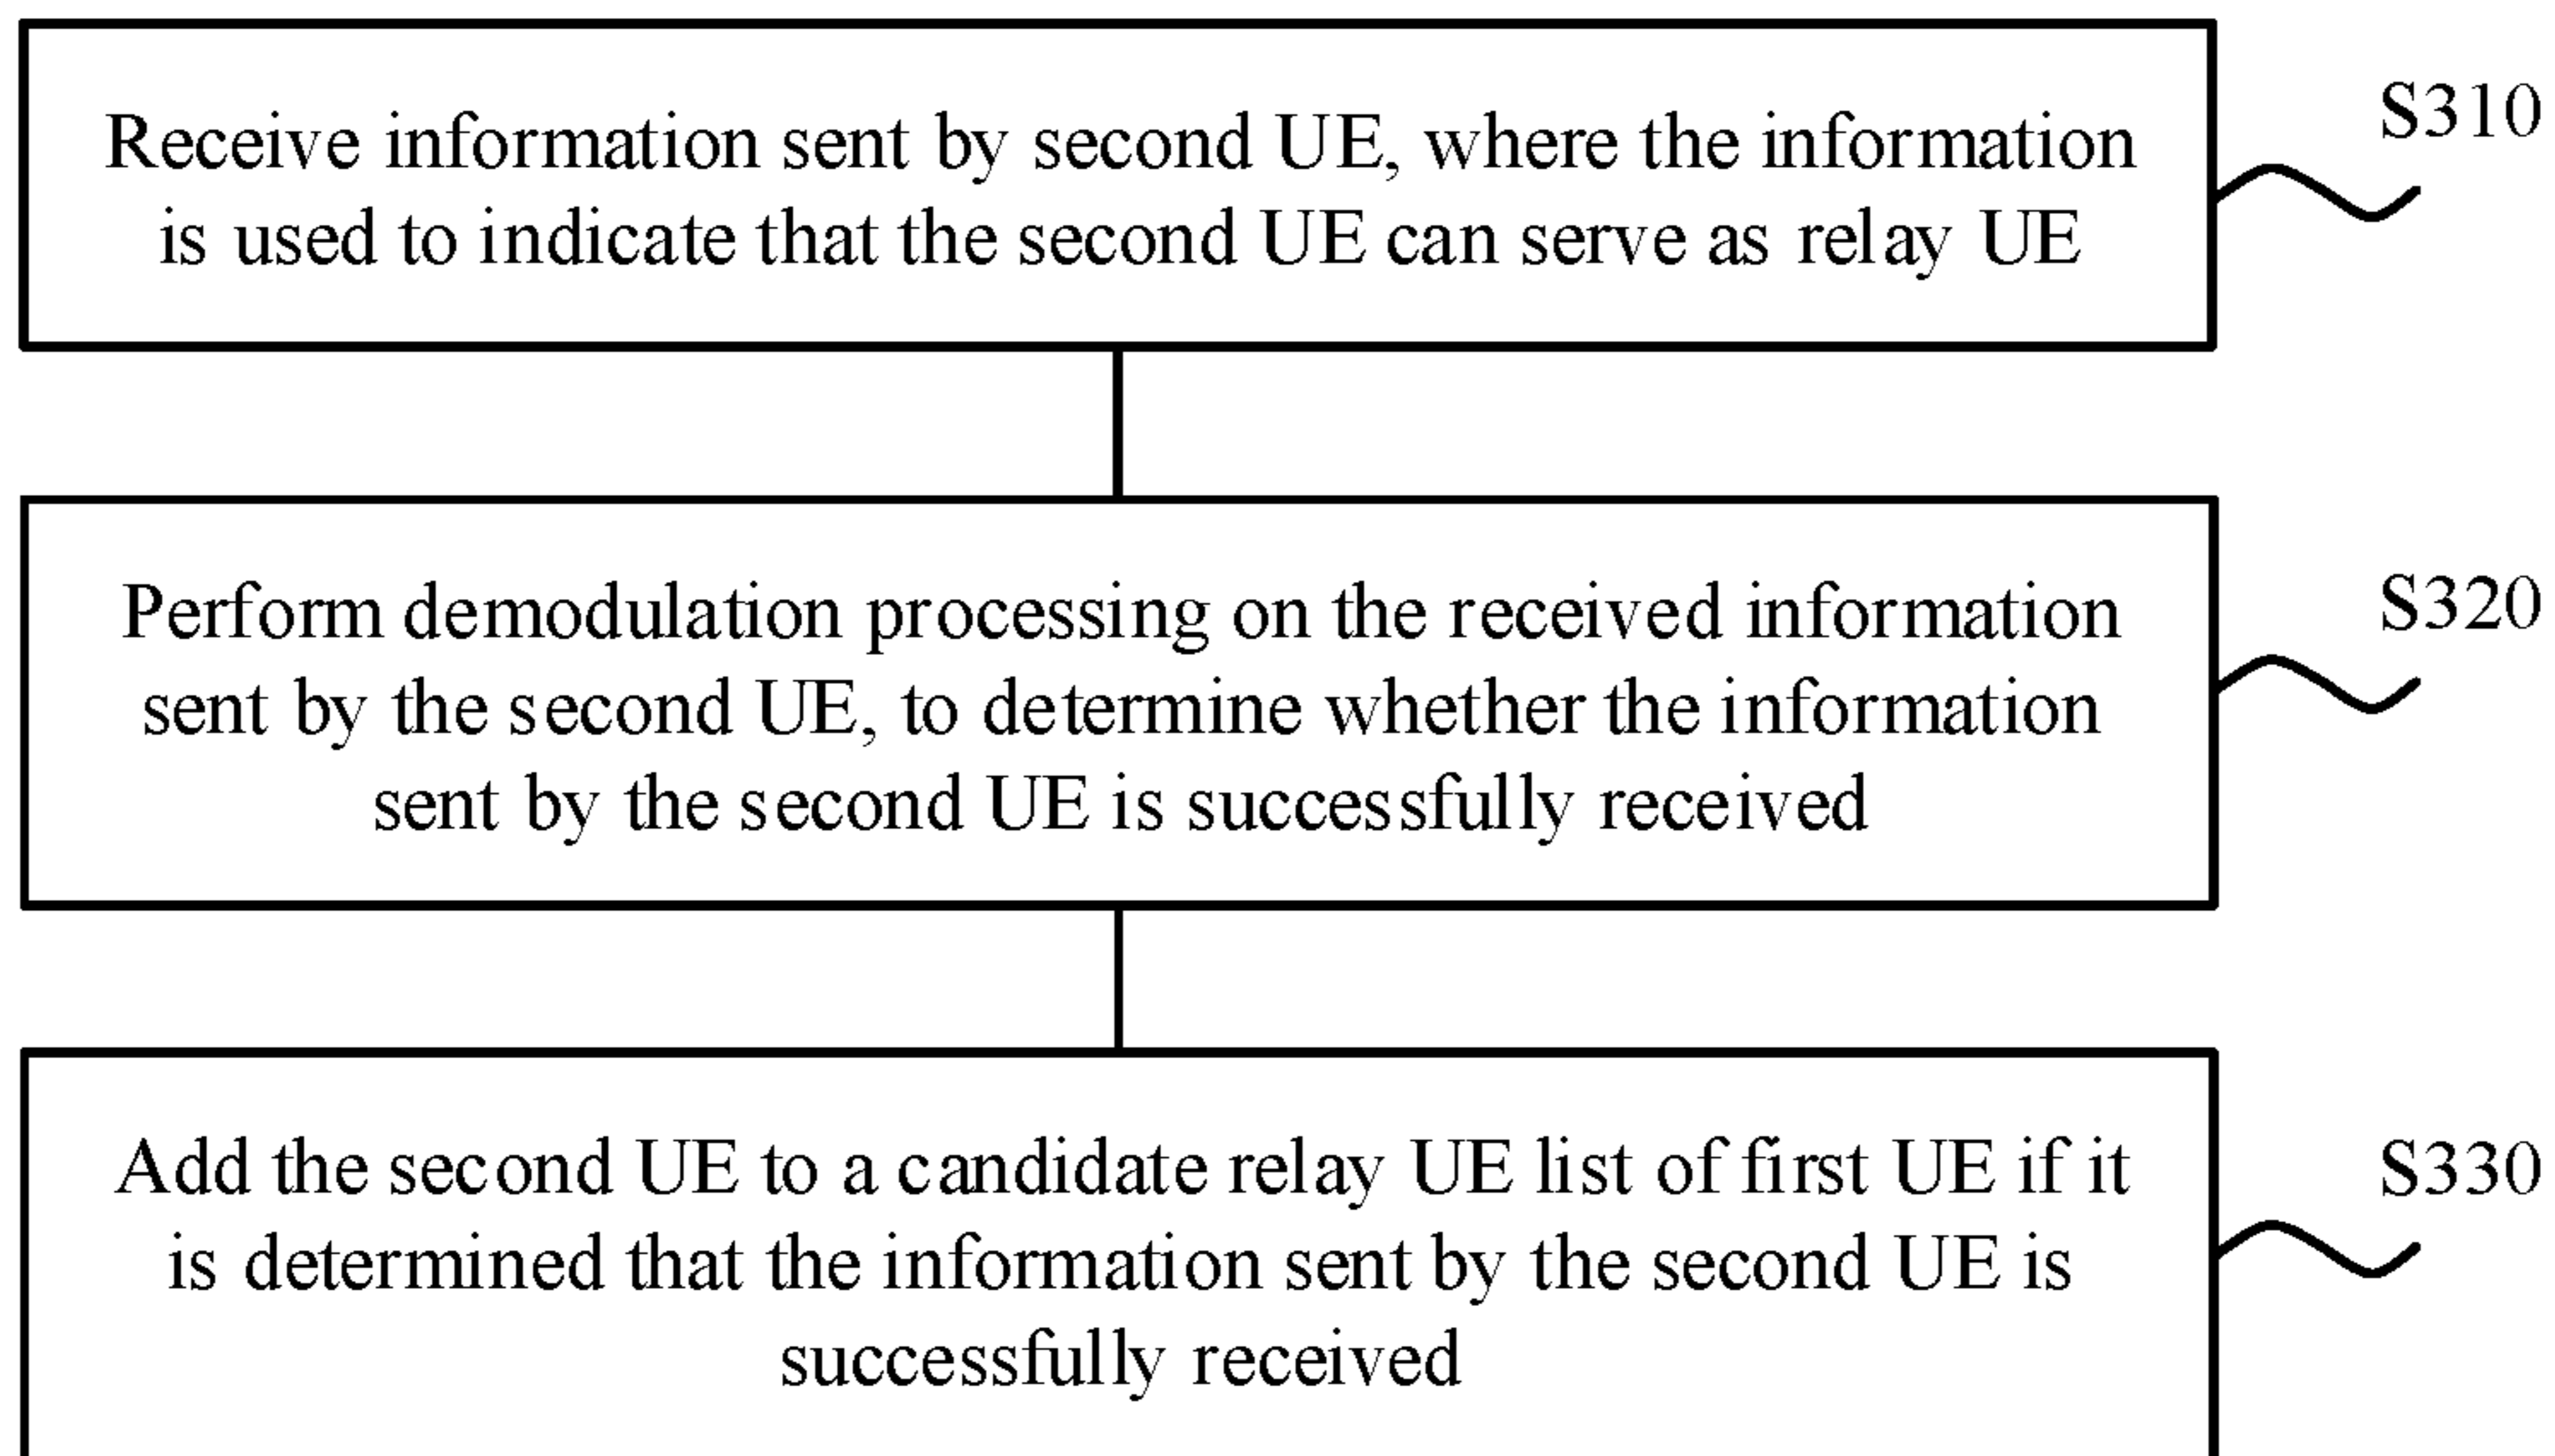 Receive information sent by second UE, where the information
is used to indicate that the second UE can serve as relay UE
S310
Perform demodulation processing on the received information
sent by the second UE, to determine whether the information
sent by the second UE is successfully received
S320
Add the second UE to a candidate relay UE list of first UE if it
is determined that the information sent by the second UE is
successfully received
S330